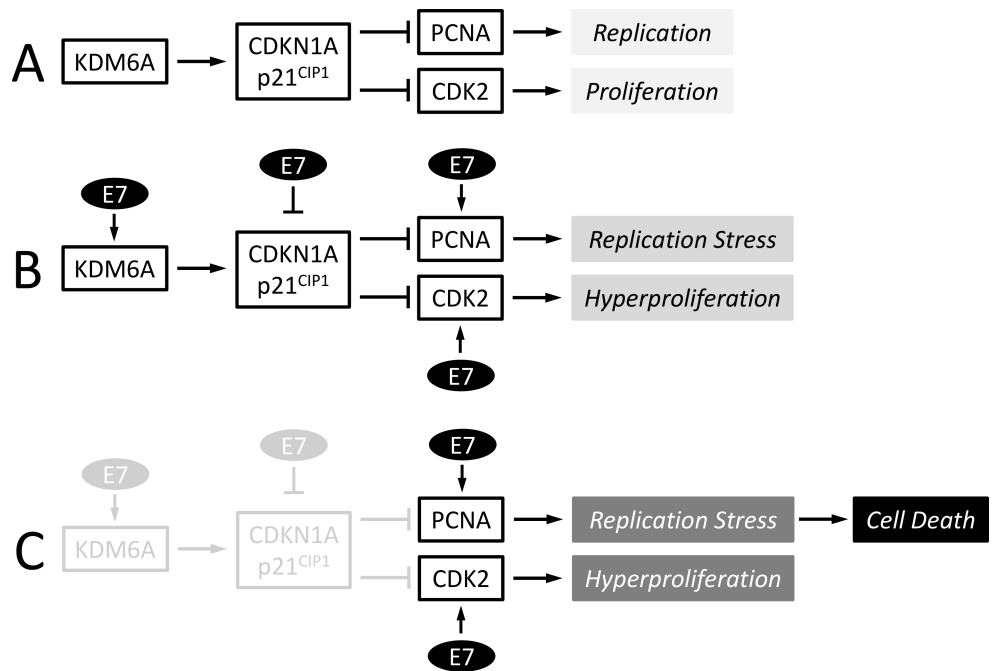 A
KDM6A
CDKN1A
p21CIP1
PCNA
CDK2
Replication
Proliferation
B
E7
KDM6A
E7
CDKN1A
p21CIP1
E7
PCNA
CDK2
E7
Replication Stress
Hyperproliferation
C
E7
KDM6A
E7
CDKN1A
p21CIP1
E7
PCNA
CDK2
E7
Replication Stress
Hyperproliferation
Cell Death